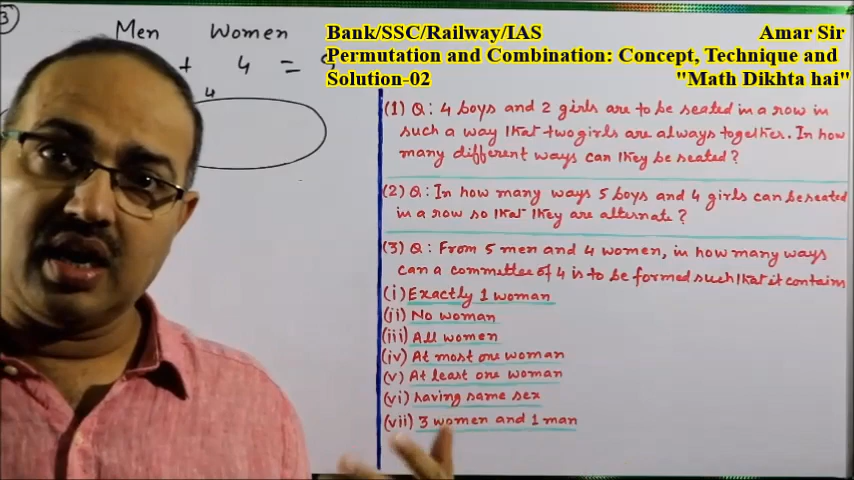 3
Men Women
+ 4 =
4
Bank/SSC/Railway/IAS Amar Sir
Permutation and Combination: Concept, Technique and
Solution-02 "Math Dikhta hai"
(1) Q: 4 boys and 2 girls are to be seated in a row in
such a way that two girls are always together. In how
many different ways can they be seated?
(2) Q: In how many ways 5 boys and 4 girls can be seated
in a row so that they are alternate?
(3) Q: From 5 men and 4 women, in how many ways
can a committee of 4 is to be formed such that it contains
(i) Exactly 1 woman
(ii) No woman
(iii) All women
(iv) At most one woman
(v) At least one woman
(vi) having same sex
(vii) 3 women and 1 man